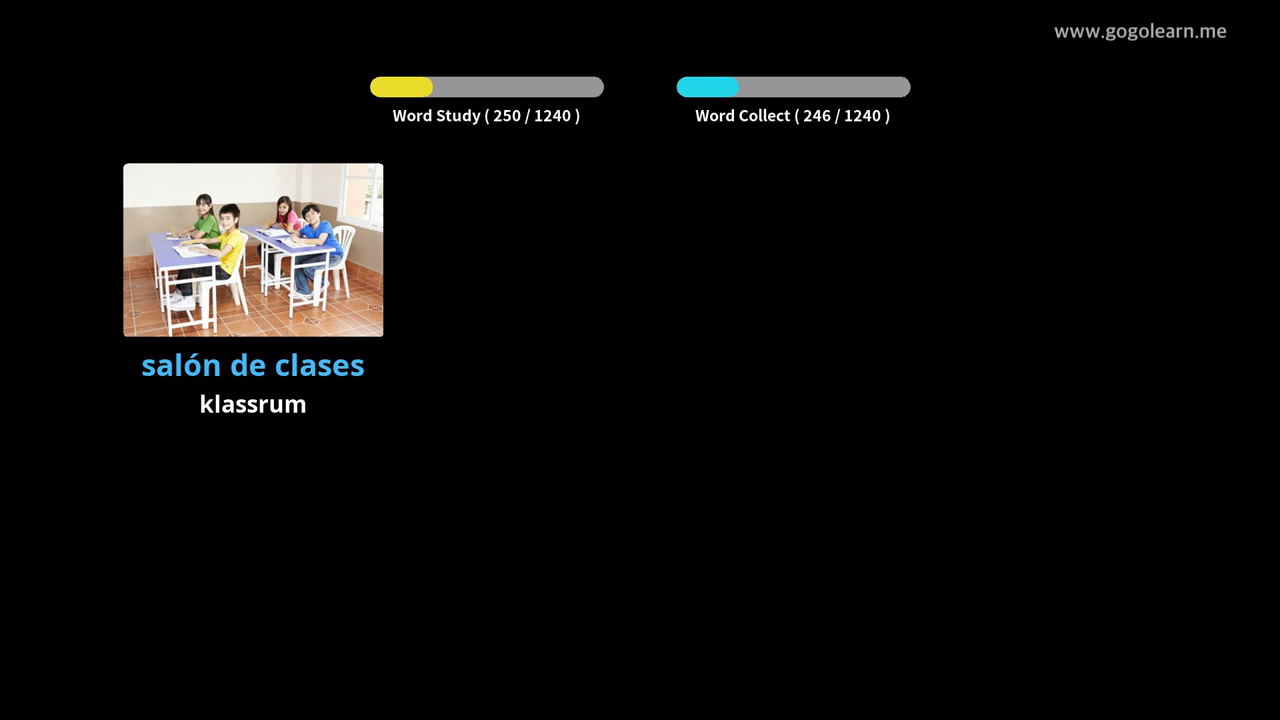 www.gogolearn.me
Word Study ( 250 / 1240 )
Word Collect ( 246 / 1240 )
salón de clases
klassrum